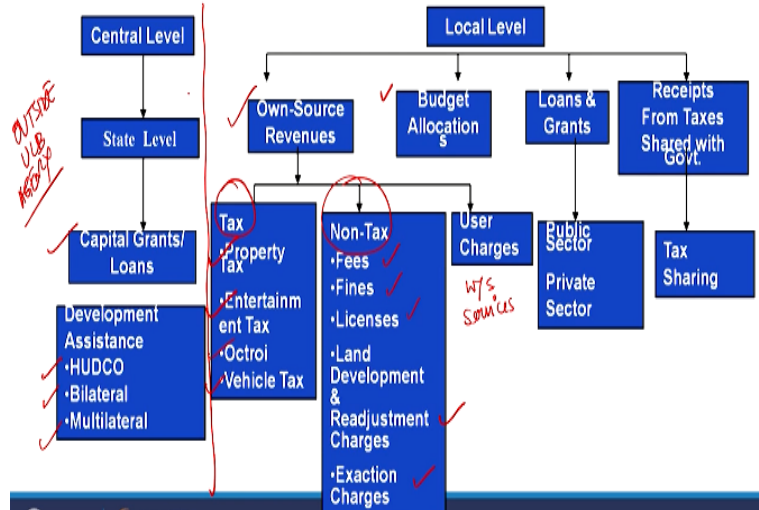 Central Level
State Level
Capital Grants/
Loans
Development
Assistance
•HUDCO
•Bilateral
•Multilateral
OUTSIDE
ULB
AGENCY
Local Level
Own-Source
Revenues
Budget
Allocation
s
Loans &
Grants
Receipts
From Taxes
Shared with
Govt.
Tax
•Property
Tax
•Entertainm
ent Tax
•Octroi
•Vehicle Tax
Non-Tax
•Fees
•Fines
•Licenses
•Land
Development
&
Readjustment
Charges
•Exaction
Charges
User
Charges
W/S
Services
Public
Sector
Private
Sector
Tax
Sharing